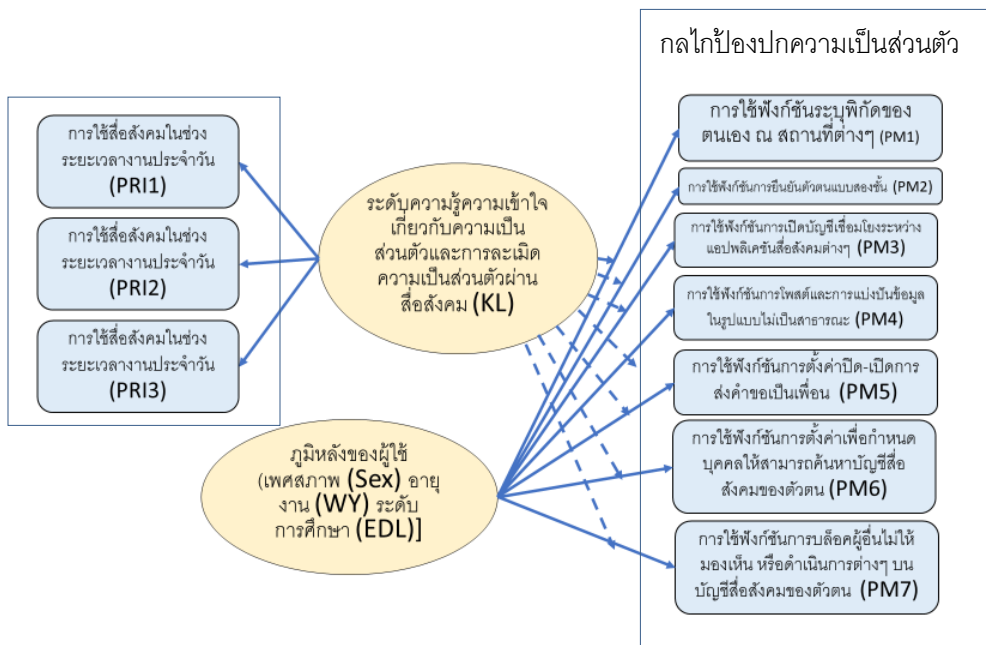 กลไกป้องปกความเป็นส่วนตัว
การใช้สื่อสังคมในช่วง
ระยะเวลางานประจำวัน
(PRI1)
การใช้สื่อสังคมในช่วง
ระยะเวลางานประจำวัน
(PRI2)
การใช้สื่อสังคมในช่วง
ระยะเวลางานประจำวัน
(PRI3)
ระดับความรู้ความเข้าใจ
เกี่ยวกับความเป็น
ส่วนตัวและการละเมิด
ความเป็นส่วนตัวผ่าน
สื่อสังคม (KL)
ภูมิหลังของผู้ใช้
(เพศสภาพ (Sex) อายุ
งาน (WY) ระดับ
การศึกษา (EDL)]
การใช้ฟังก์ชันระบุพิกัดของ
ตนเอง ณ สถานที่ต่างๆ (PM1)
การใช้ฟังก์ชันการยืนยันตัวตนแบบสองชั้น (PM2)
การใช้ฟังก์ชันการเปิดบัญชีเชื่อมโยงระหว่าง
แอปพลิเคชันสื่อสังคมต่างๆ (PM3)
การใช้ฟังก์ชันการโพสต์และการแบ่งปันข้อมูล
ในรูปแบบไม่เป็นสาธารณะ (PM4)
การใช้ฟังก์ชันการตั้งค่าปิด-เปิดการ
ส่งคำขอเป็นเพื่อน (PM5)
การใช้ฟังก์ชันการตั้งค่าเพื่อกำหนด
บุคคลให้สามารถค้นหาบัญชีสื่อ
สังคมของตัวตน (PM6)
การใช้ฟังก์ชันการบล็อคผู้อื่นไม่ให้
มองเห็น หรือดำเนินการต่างๆ บน
บัญชีสื่อสังคมของตัวตน (PM7)